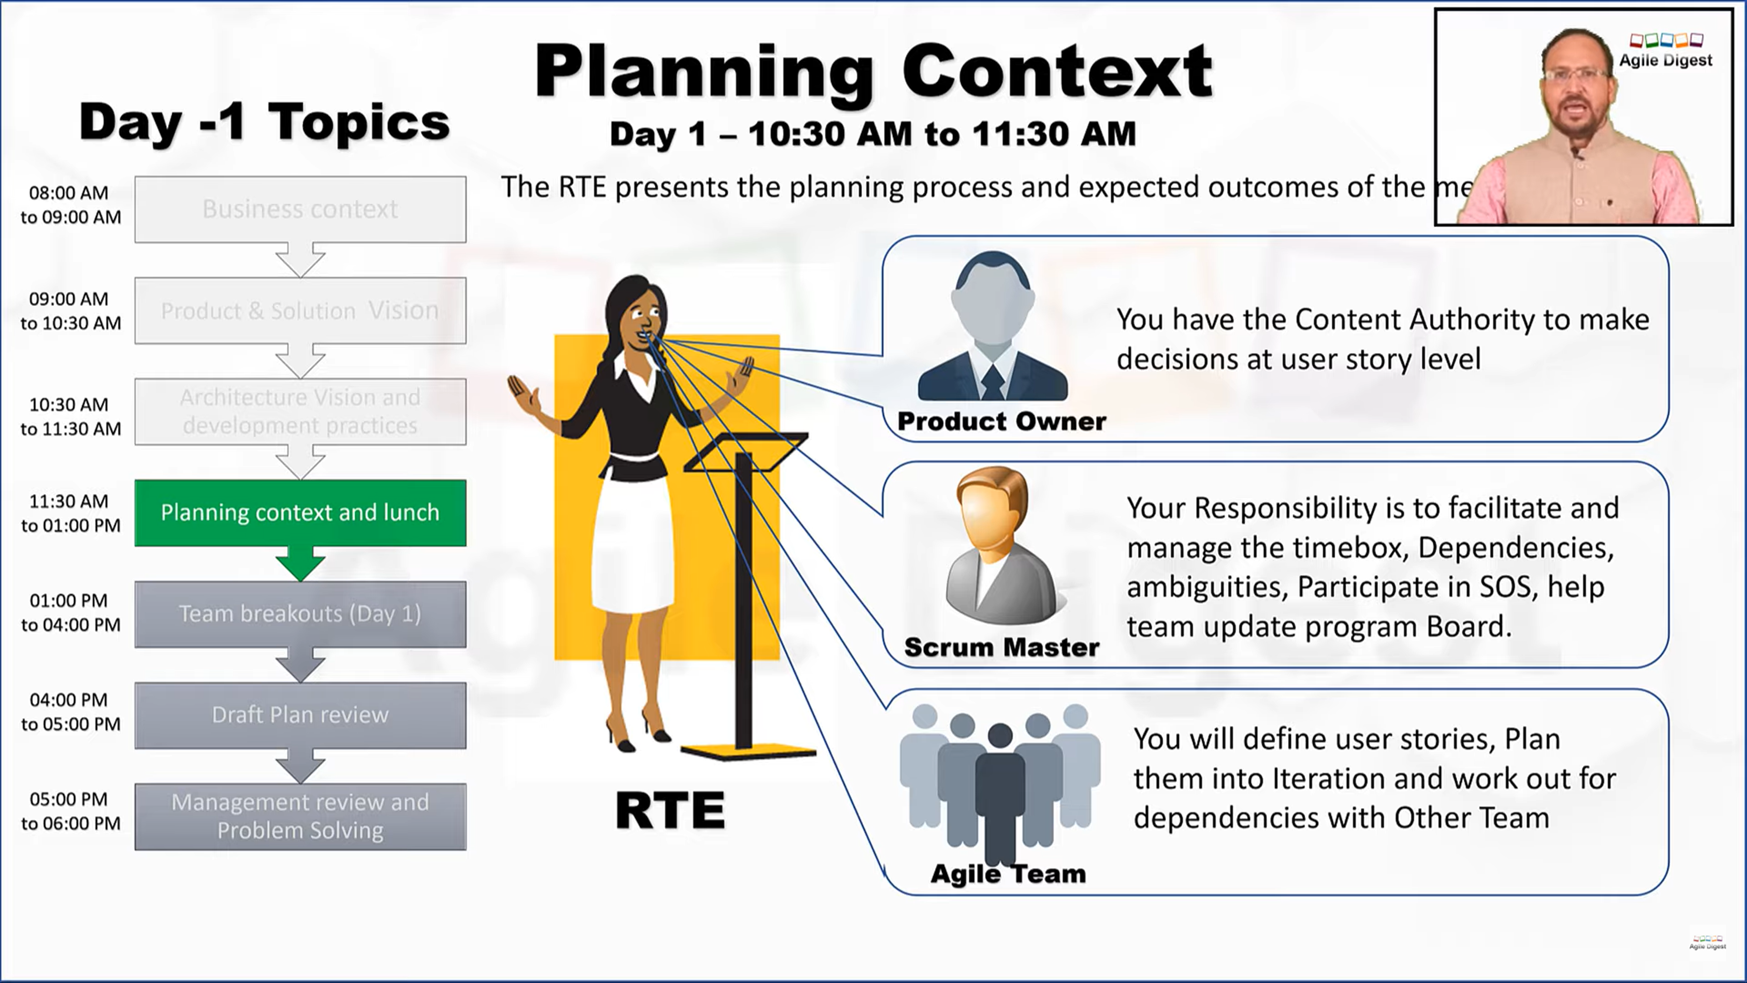 Planning Context
Day 1 – 10:30 AM to 11:30 AM
The RTE presents the planning process and expected outcomes of the
Agile Digest
Day -1 Topics
08:00 AM
to 09:00 AM
Business context
09:00 AM
to 10:30 AM
Product & Solution Vision
10:30 AM
to 11:30 AM
Architecture Vision and
development practices
11:30 AM
to 01:00 PM
Planning context and lunch
01:00 PM
to 04:00 PM
Team breakouts (Day 1)
04:00 PM
to 05:00 PM
Draft Plan review
05:00 PM
to 06:00 PM
Management review and
Problem Solving
RTE
You have the Content Authority to make
decisions at user story level
Product Owner
Your Responsibility is to facilitate and
manage the timebox, Dependencies,
ambiguities, Participate in SOS, help
team update program Board.
Scrum Master
You will define user stories, Plan
them into Iteration and work out for
dependencies with Other Team
Agile Team
Agile Digest
Agile Digest